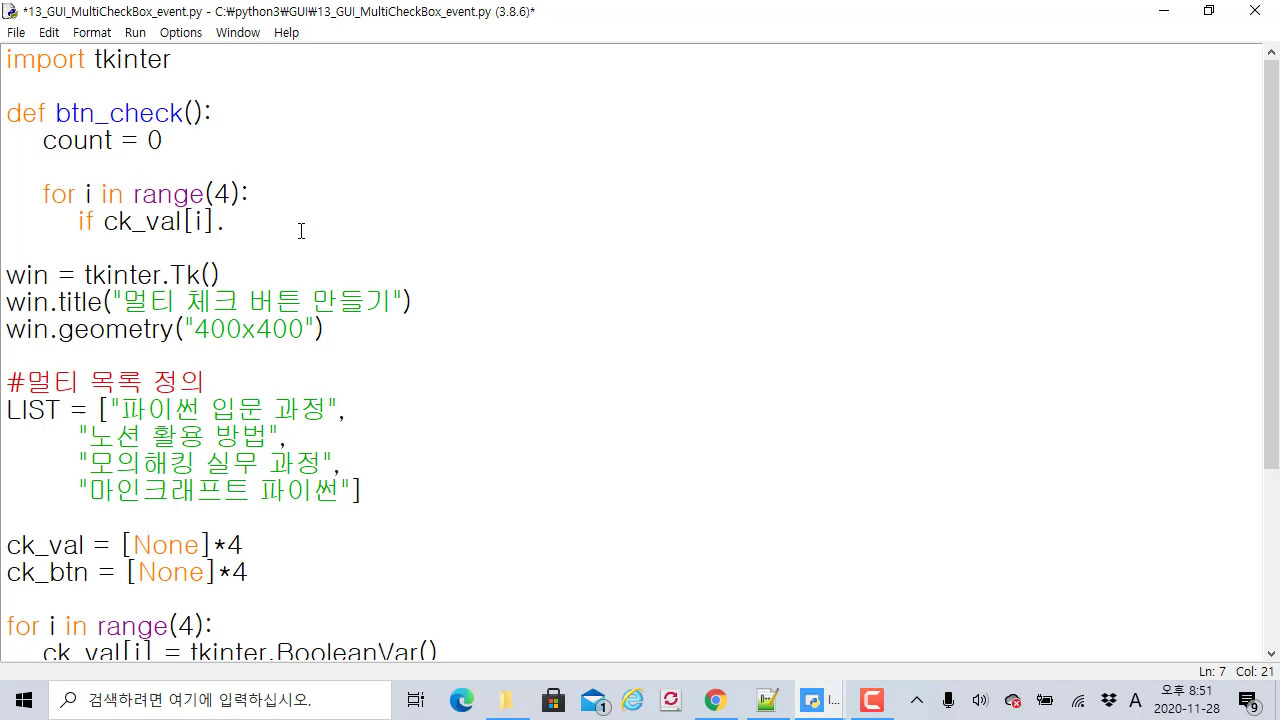 *13_GUI_MultiCheckBox_event.py - C:₩python3₩GUI₩13_GUI_MultiCheckBox_event.py (3.8.6)*
File Edit Format Run Options Window Help
import tkinter
def btn_check():
count = 0
for i in range(4):
if ck_val[i].
win = tkinter.Tk()
win.title("멀티 체크 버튼 만들기")
win.geometry("400x400")
#멀티 목록 정의
LIST = ["파이썬 입문 과정",
"노션 활용 방법",
"모의해킹 실무 과정",
"마인크래프트 파이썬"]
ck_val = [None]*4
ck_btn = [None]*4
for i in range(4):
ck_val[i] = tkinter.BooleanVar()
Ln: 7 Col: 21
검색하려면 여기에 입력하십시오.
1
I...
A
오후 8:51
2020-11-28
9